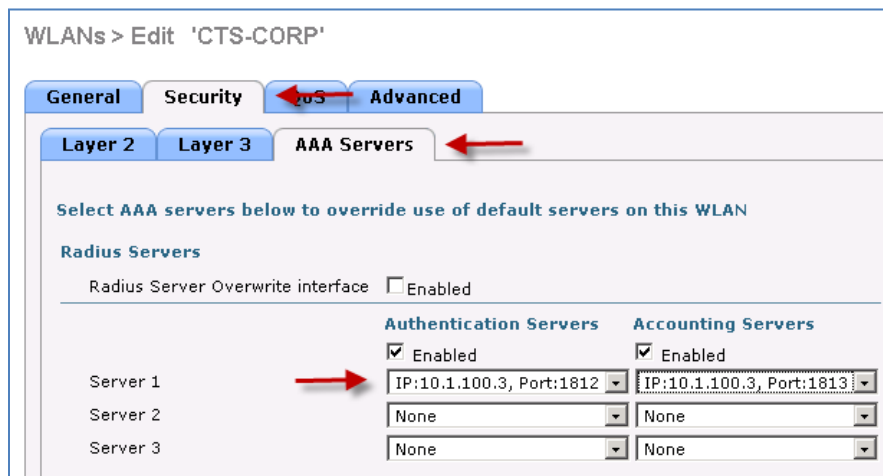 WLANs > Edit 'CTS-CORP'
General Security QoS Advanced
Layer 2 Layer 3 AAA Servers
Select AAA servers below to override use of default servers on this WLAN
Radius Servers
Radius Server Overwrite interface Enabled
Authentication Servers Accounting Servers
Enabled Enabled
Server 1 IP:10.1.100.3, Port:1812 IP:10.1.100.3, Port:1813
Server 2 None None
Server 3 None None